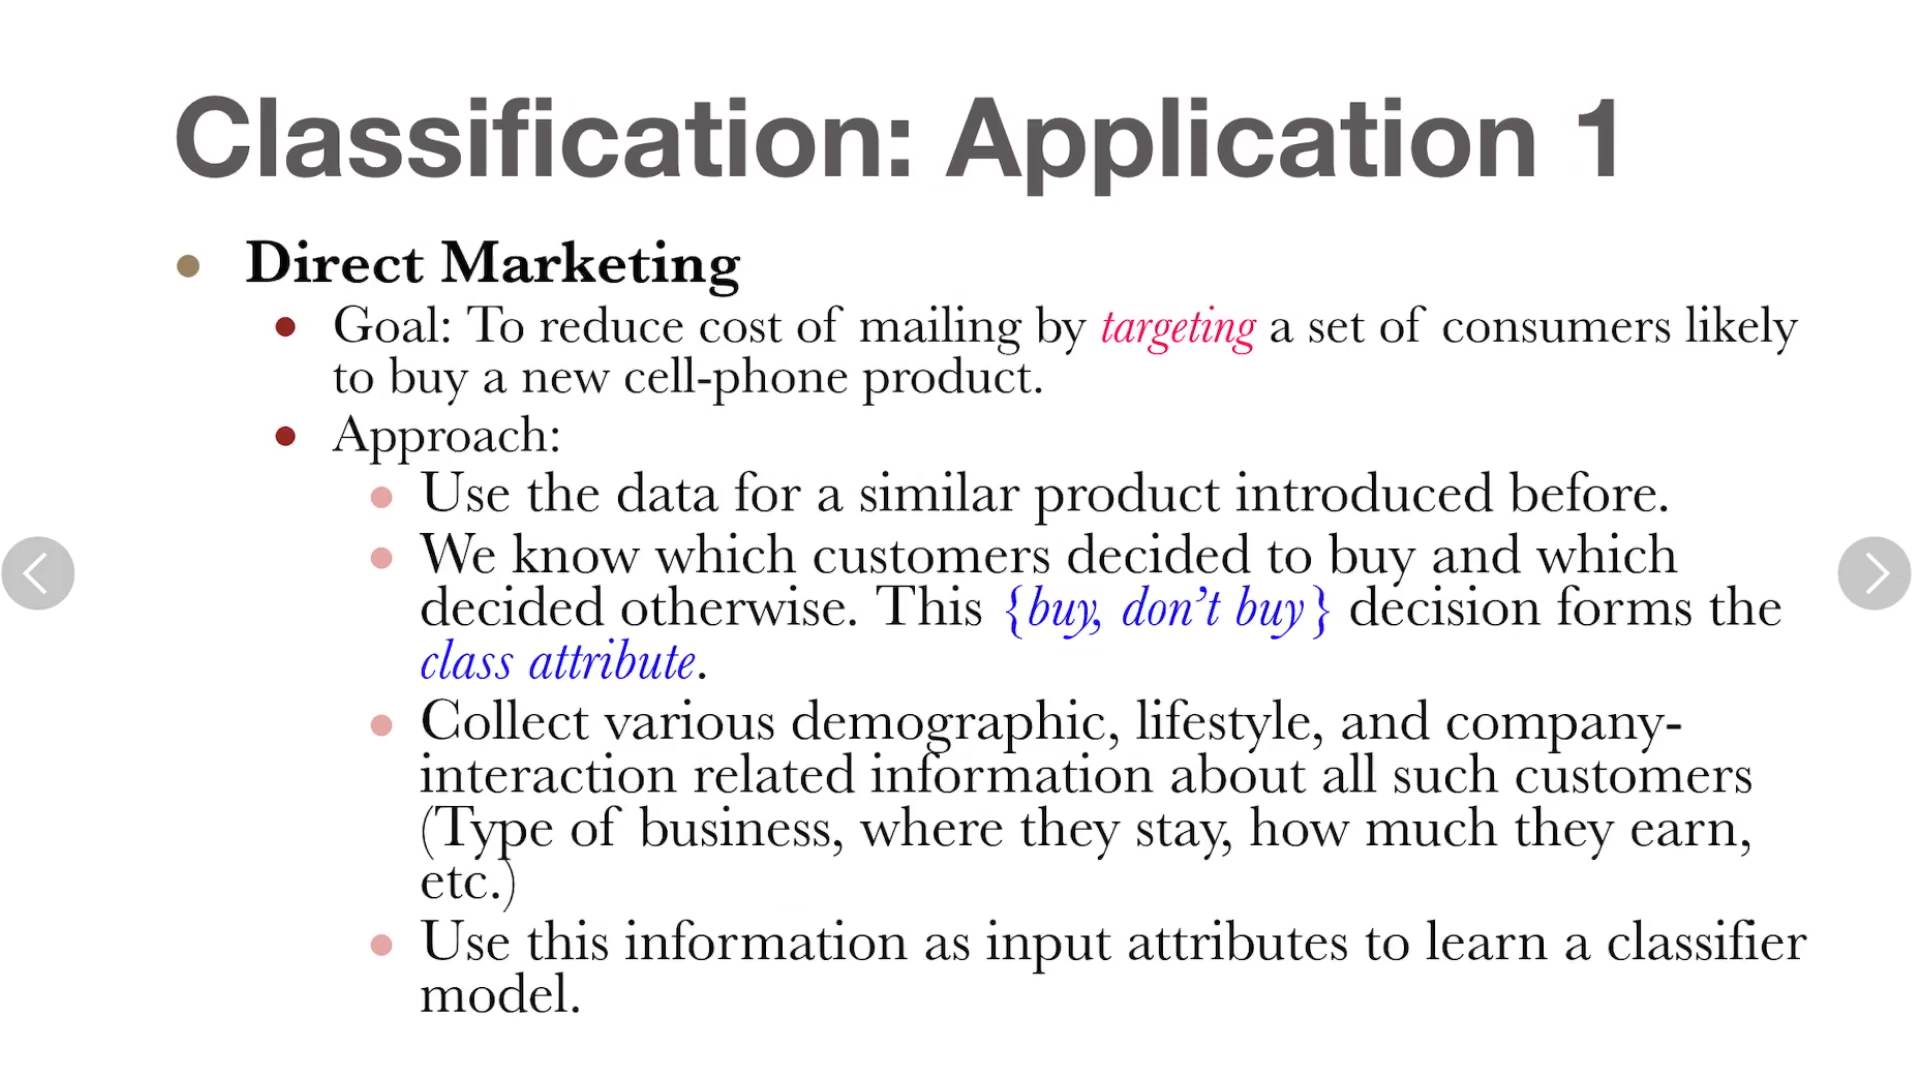 Classification: Application 1
Direct Marketing
Goal: To reduce cost of mailing by targeting a set of consumers likely
to buy a new cell-phone product.
Approach:
Use the data for a similar product introduced before.
We know which customers decided to buy and which
decided otherwise. This {buy, don’t buy} decision forms the
class attribute.
Collect various demographic, lifestyle, and company-
interaction related information about all such customers
(Type of business, where they stay, how much they earn,
etc.)
Use this information as input attributes to learn a classifier
model.